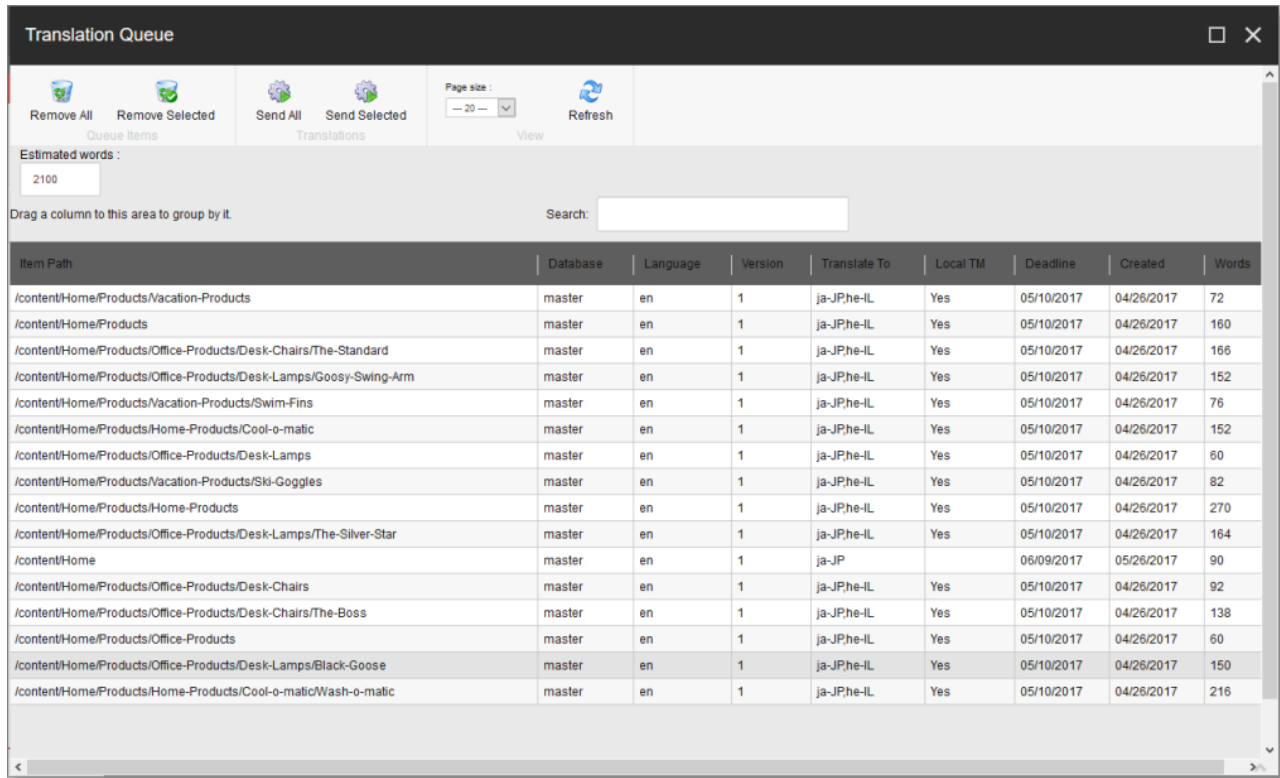 Translation Queue
Remove All Remove Selected Send All Send Selected Page size : --- 20 --- Refresh
Queue Items Translations View
Estimated words :
2100
Drag a column to this area to group by it. Search:
Item Path Database Language Version Translate To Local TM Deadline Created Words
/content/Home/Products/Vacation-Products master en 1 ja-JP,he-IL Yes 05/10/2017 04/26/2017 72
/content/Home/Products master en 1 ja-JP,he-IL Yes 05/10/2017 04/26/2017 160
/content/Home/Products/Office-Products/Desk-Chairs/The-Standard master en 1 ja-JP,he-IL Yes 05/10/2017 04/26/2017 166
/content/Home/Products/Office-Products/Desk-Lamps/Goosy-Swing-Arm master en 1 ja-JP,he-IL Yes 05/10/2017 04/26/2017 152
/content/Home/Products/Vacation-Products/Swim-Fins master en 1 ja-JP,he-IL Yes 05/10/2017 04/26/2017 76
/content/Home/Products/Home-Products/Cool-o-matic master en 1 ja-JP,he-IL Yes 05/10/2017 04/26/2017 152
/content/Home/Products/Office-Products/Desk-Lamps master en 1 ja-JP,he-IL Yes 05/10/2017 04/26/2017 60
/content/Home/Products/Vacation-Products/Ski-Goggles master en 1 ja-JP,he-IL Yes 05/10/2017 04/26/2017 82
/content/Home/Products/Home-Products master en 1 ja-JP,he-IL Yes 05/10/2017 04/26/2017 270
/content/Home/Products/Office-Products/Desk-Lamps/The-Silver-Star master en 1 ja-JP,he-IL Yes 05/10/2017 04/26/2017 164
/content/Home master en 1 ja-JP 06/09/2017 05/26/2017 90
/content/Home/Products/Office-Products/Desk-Chairs master en 1 ja-JP,he-IL Yes 05/10/2017 04/26/2017 92
/content/Home/Products/Office-Products/Desk-Chairs/The-Boss master en 1 ja-JP,he-IL Yes 05/10/2017 04/26/2017 138
/content/Home/Products/Office-Products master en 1 ja-JP,he-IL Yes 05/10/2017 04/26/2017 60
/content/Home/Products/Office-Products/Desk-Lamps/Black-Goose master en 1 ja-JP,he-IL Yes 05/10/2017 04/26/2017 150
/content/Home/Products/Home-Products/Cool-o-matic/Wash-o-matic master en 1 ja-JP,he-IL Yes 05/10/2017 04/26/2017 216